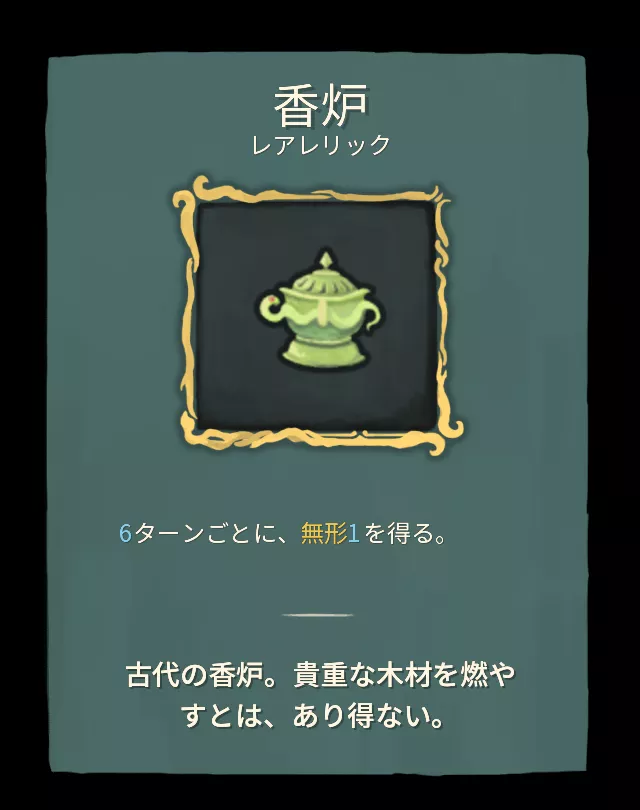 香炉
レアレリック
6ターンごとに、無形1を得る。
古代の香炉。貴重な木材を燃や
すとは、あり得ない。